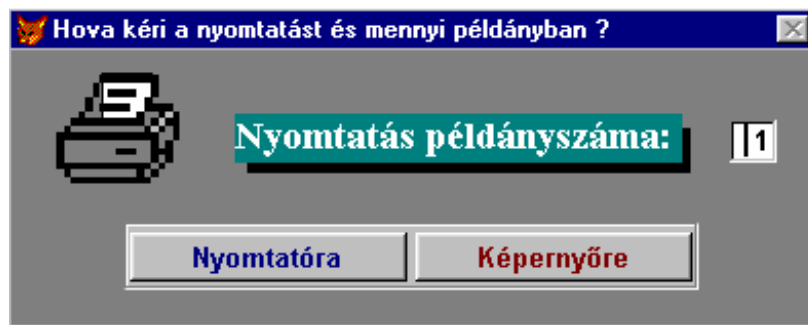 Hova kéri a nyomtatást és mennyi példányban ?
Nyomtatás példányszáma: 1
Nyomtatóra Képernyőre